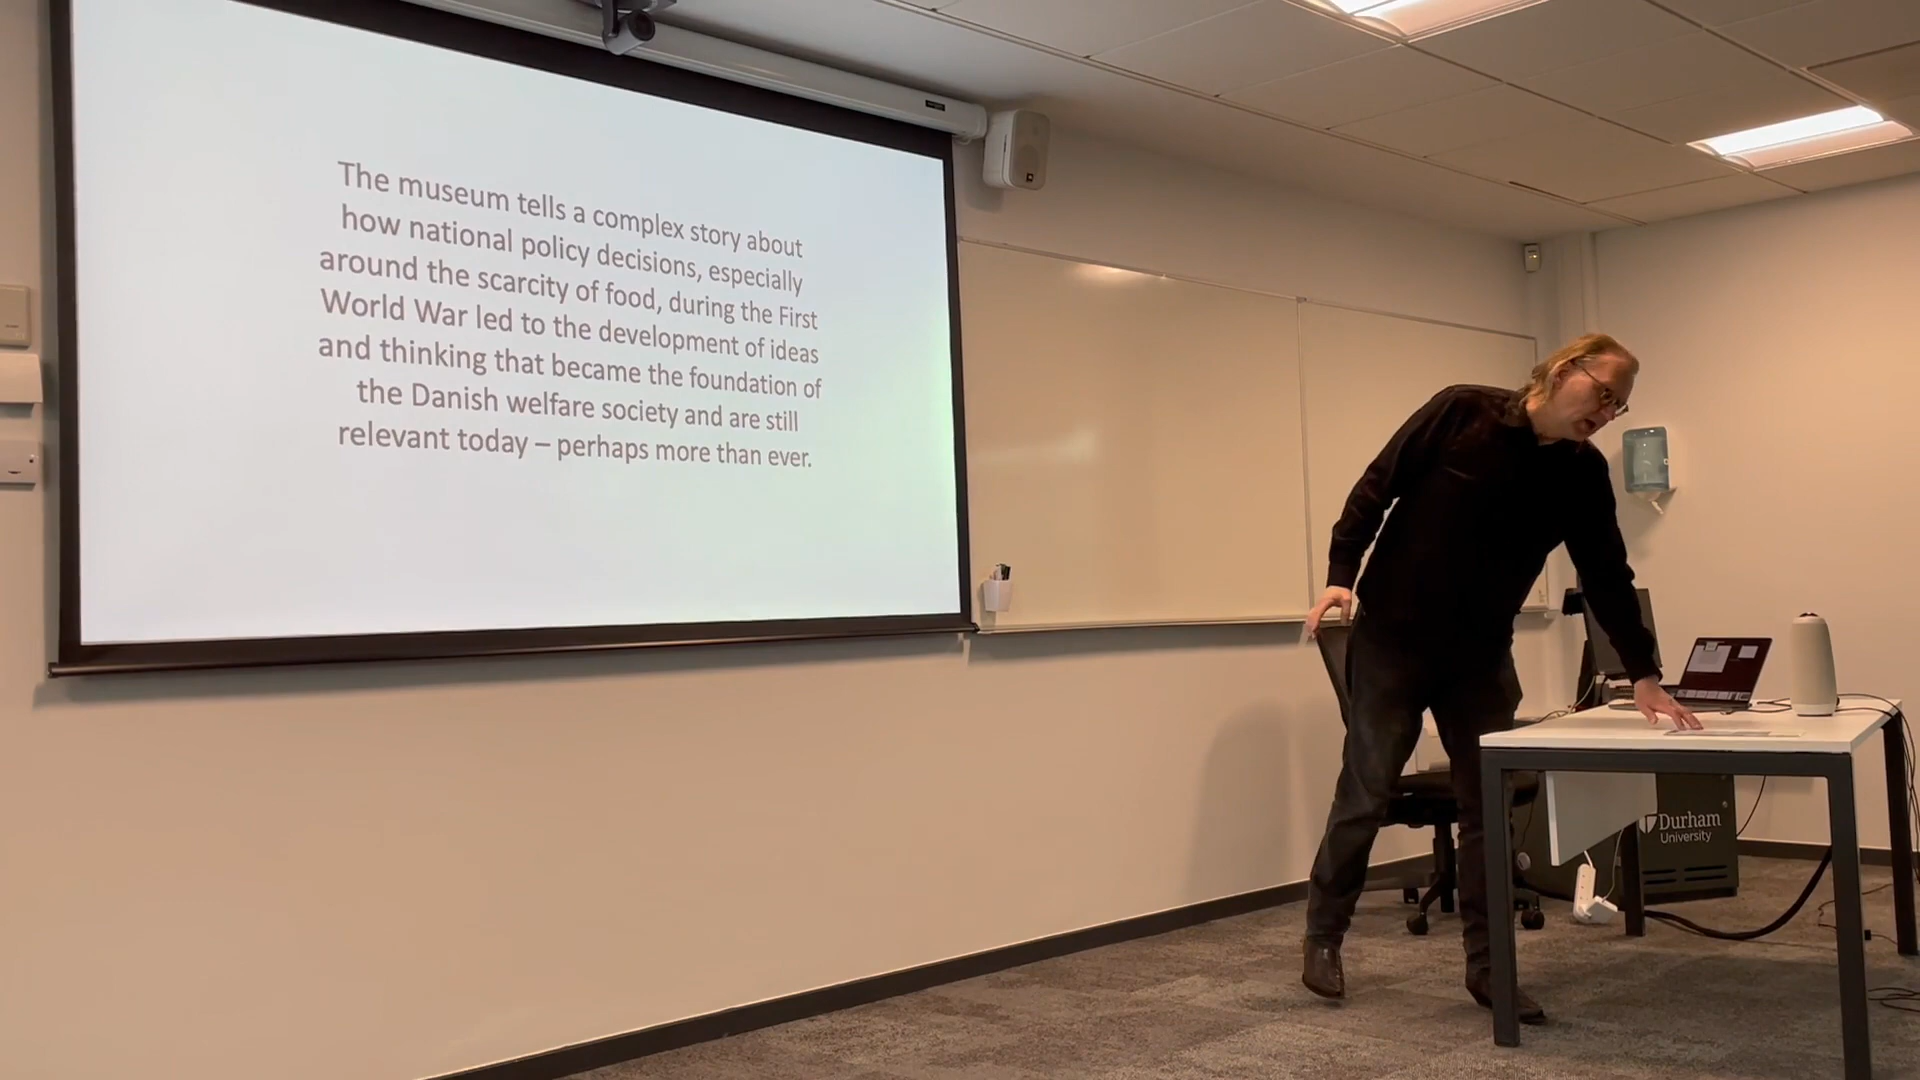 The museum tells a complex story about
how national policy decisions, especially
around the scarcity of food, during the First
World War led to the development of ideas
and thinking that became the foundation of
the Danish welfare society and are still
relevant today – perhaps more than ever.
Durham
University